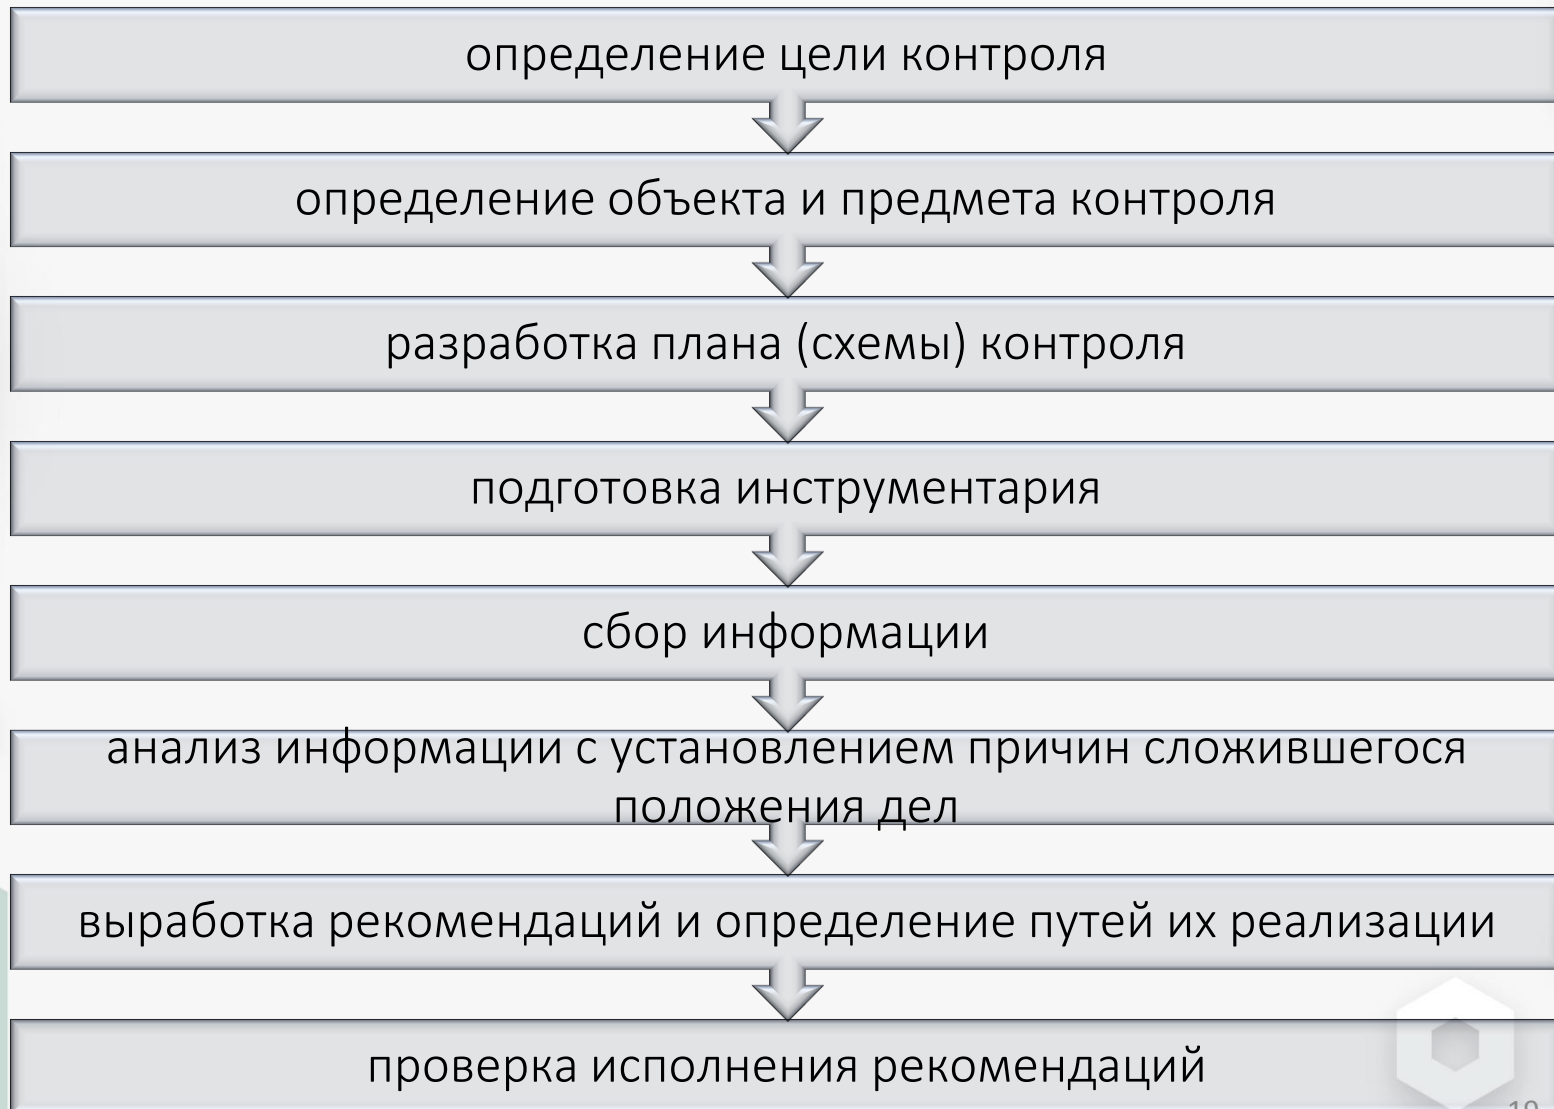 определение цели контроля
определение объекта и предмета контроля
разработка плана (схемы) контроля
подготовка инструментария
сбор информации
анализ информации с установлением причин сложившегося
положения дел
выработка рекомендаций и определение путей их реализации
проверка исполнения рекомендаций